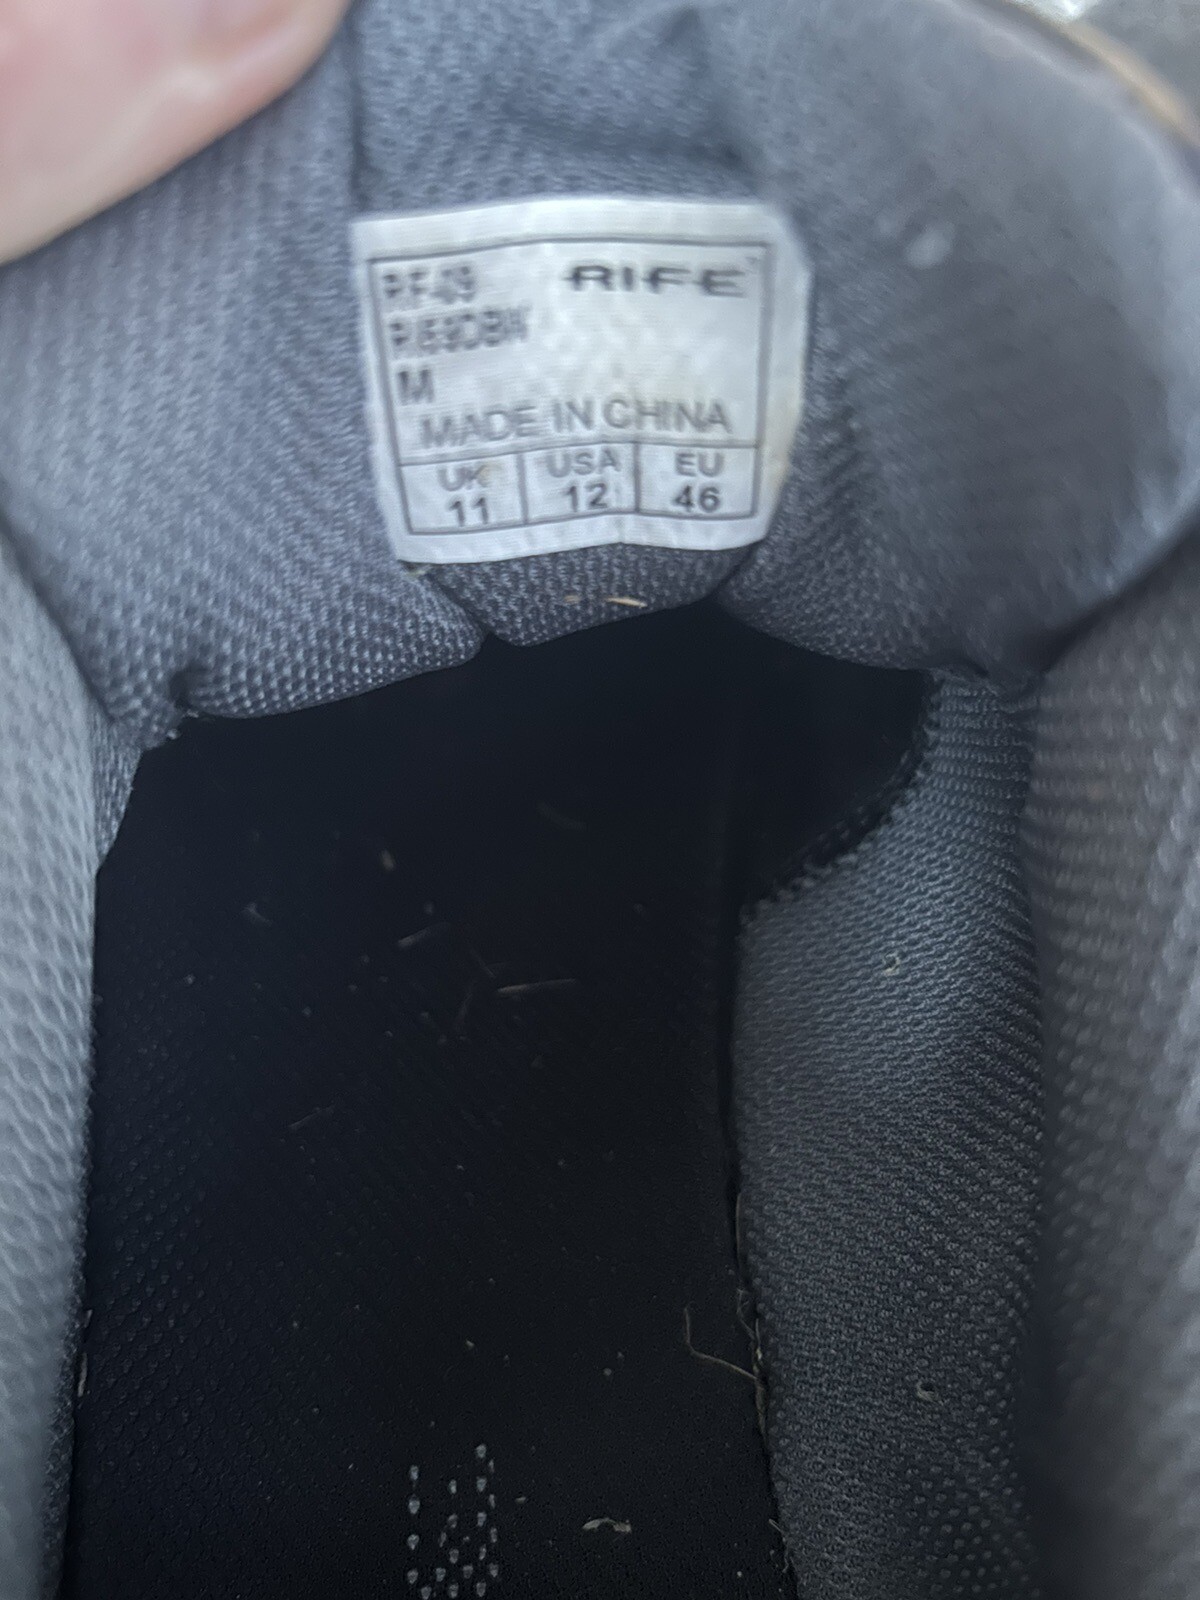 RIFE
M
MADE IN CHINA
UK USA EU
11 12 46